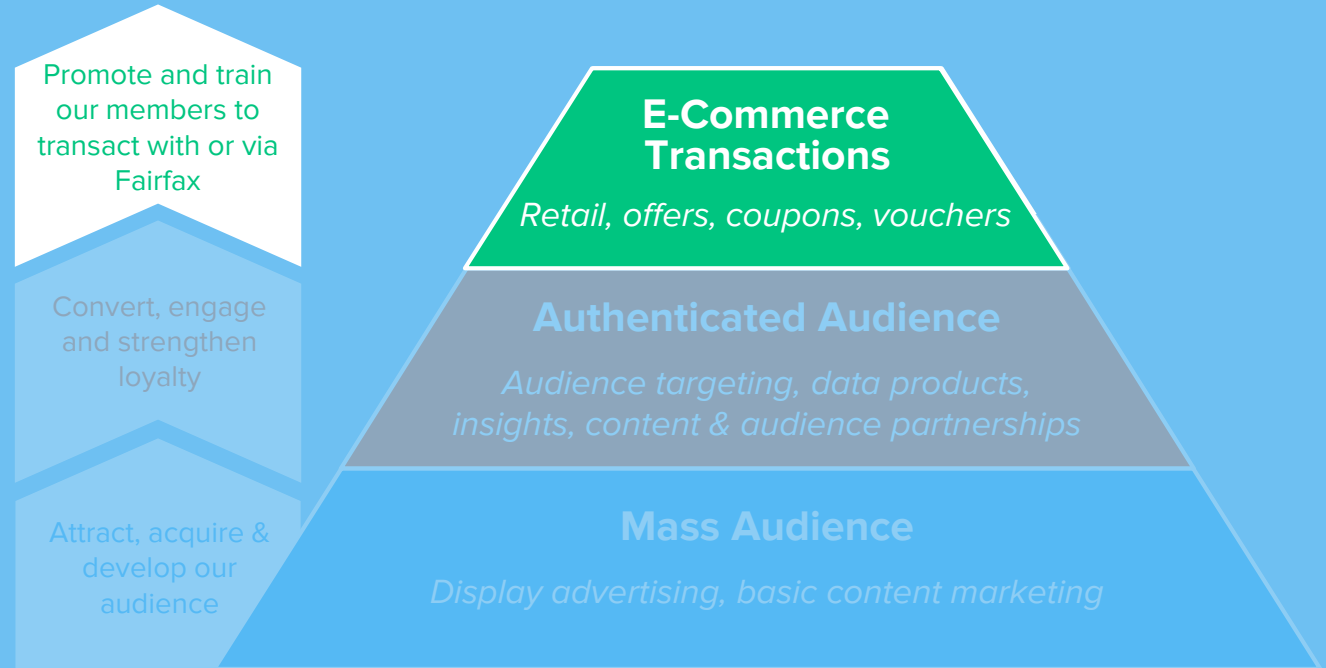 Promote and train
our members to
transact with or via
Fairfax
E-Commerce
Transactions
Retail, offers, coupons, vouchers
Convert, engage
and strengthen
loyalty
Authenticated Audience
Audience targeting, data products,
insights, content & audience partnerships
Attract, acquire &
develop our
audience
Mass Audience
Display advertising, basic content marketing